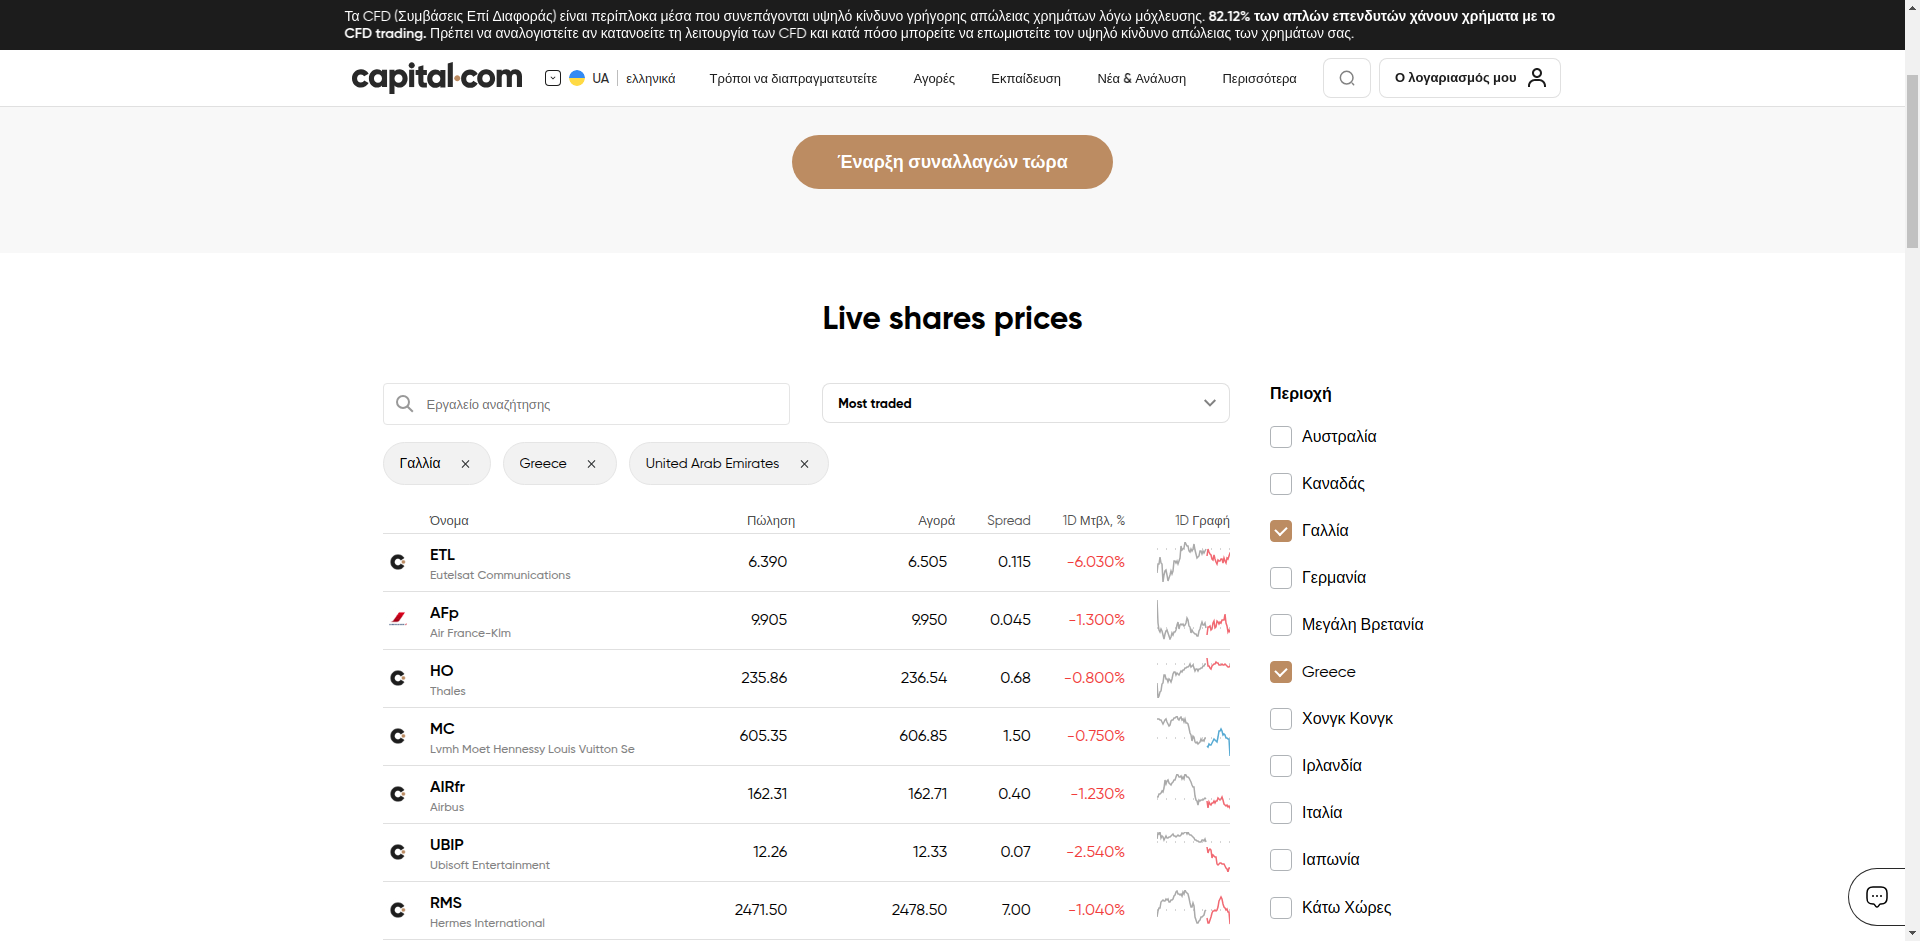 Τα CFD (Συμβάσεις Επί Διαφοράς) είναι περίπλοκα μέσα που συνεπάγονται υψηλό κίνδυνο γρήγορης απώλειας χρημάτων λόγω μόχλευσης. 82.12% των απλών επενδυτών χάνουν χρήματα με το
CFD trading. Πρέπει να αναλογιστείτε αν κατανοείτε τη λειτουργία των CFD και κατά πόσο μπορείτε να επωμιστείτε τον υψηλό κίνδυνο απώλειας των χρημάτων σας.
capital.com UA ελληνικά Τρόποι να διαπραγματευτείτε Αγορές Εκπαίδευση Νέα & Ανάλυση Περισσότερα Ο λογαριασμός μου
Έναρξη συναλλαγών τώρα
Live shares prices
Εργαλείο αναζήτησης Most traded
Γαλλία Greece United Arab Emirates
Όνομα Πώληση Αγορά Spread 1D Μτβλ, % 1D Γραφή
ETL 6.390 6.505 0.115 -6.030%
Eutelsat Communications
AFp 9.905 9.950 0.045 -1.300%
Air France-Klm
HO 235.86 236.54 0.68 -0.800%
Thales
MC 605.35 606.85 1.50 -0.750%
Lvmh Moet Hennessy Louis Vuitton Se
AIRfr 162.31 162.71 0.40 -1.230%
Airbus
UBIP 12.26 12.33 0.07 -2.540%
Ubisoft Entertainment
RMS 2471.50 2478.50 7.00 -1.040%
Hermes International
Περιοχή
Αυστραλία
Καναδάς
Γαλλία
Γερμανία
Μεγάλη Βρετανία
Greece
Χονγκ Κονγκ
Ιρλανδία
Ιταλία
Ιαπωνία
Κάτω Χώρες